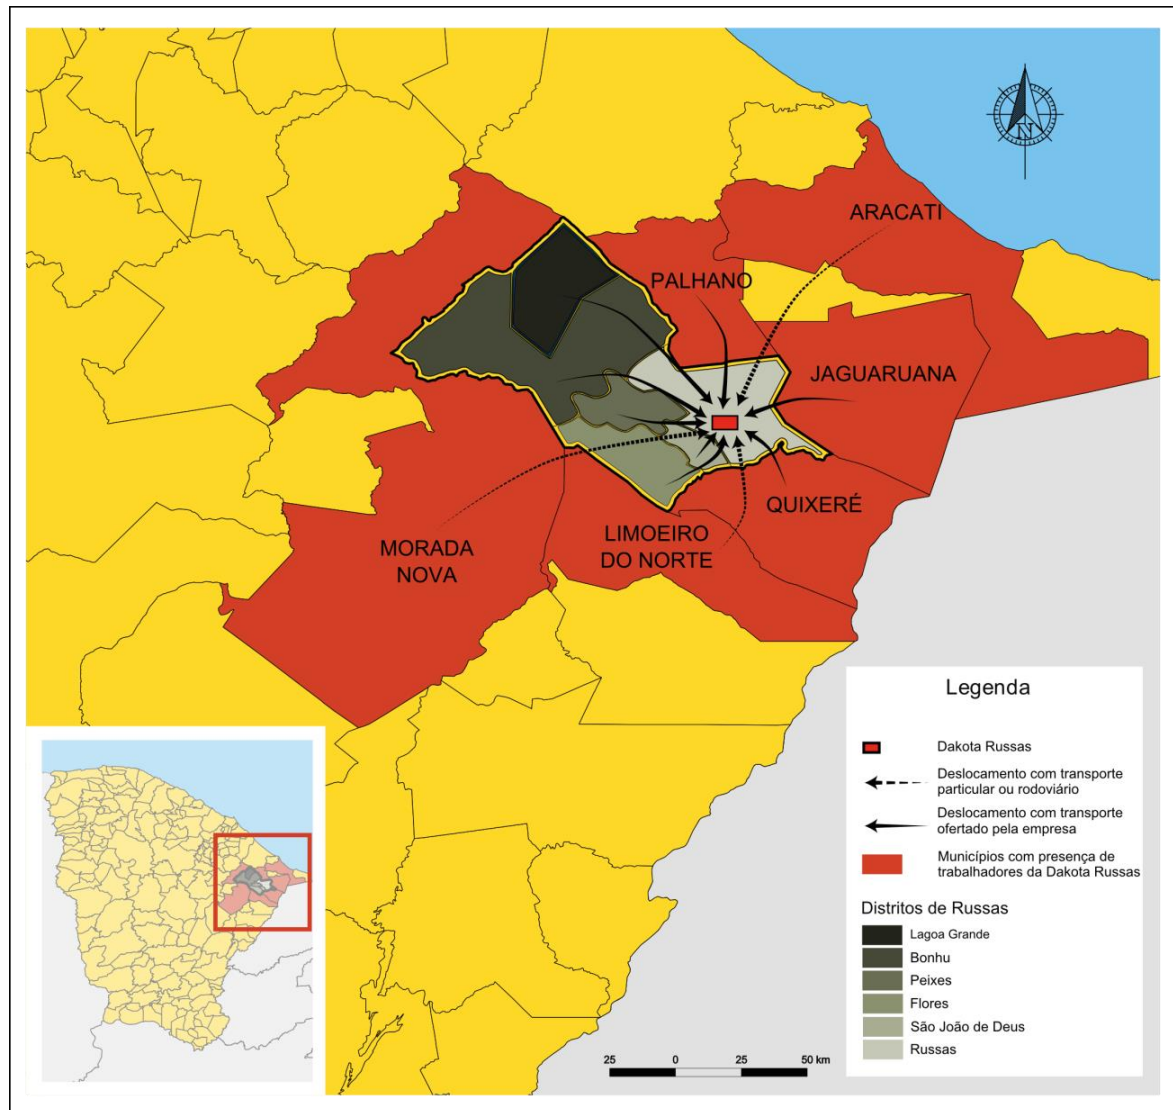 N
ARACATI
PALHANO
JAGUARUANA
QUIXERÉ
LIMOEIRO
DO NORTE
MORADA
NOVA
Legenda
Dakota Russas
Deslocamento com transporte
particular ou rodoviário
Deslocamento com transporte
ofertado pela empresa
Municípios com presença de
trabalhadores da Dakota Russas
Distritos de Russas
Lagoa Grande
Bonhu
Peixes
Flores
São João de Deus
Russas
25 0 25 50 km